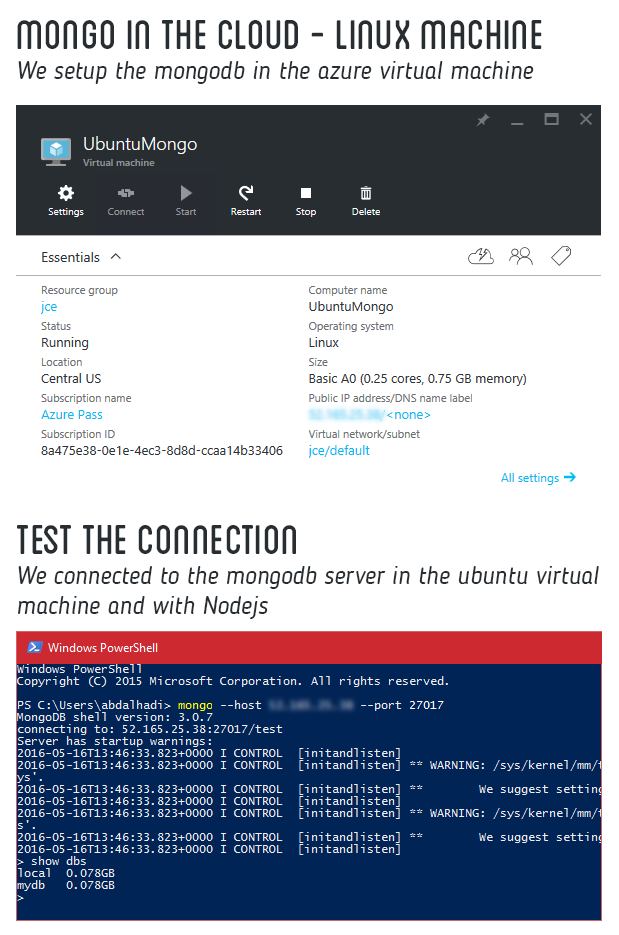 MONGO IN THE CLOUD - LINUX MACHINE
We setup the mongodb in the azure virtual machine
UbuntuMongo
Virtual machine
Settings Connect Start Restart Stop Delete
Essentials
Resource group
jce
Computer name
UbuntuMongo
Status
Running
Operating system
Linux
Location
Central US
Size
Basic A0 (0.25 cores, 0.75 GB memory)
Subscription name
Azure Pass
Public IP address/DNS name label
<none>
Subscription ID
8a475e38-0e1e-4ec3-8d8d-ccaa14b33406
Virtual network/subnet
jce/default
All settings
TEST THE CONNECTION
We connected to the mongodb server in the ubuntu virtual
machine and with Nodejs
Windows PowerShell
Windows PowerShell
Copyright (C) 2015 Microsoft Corporation. All rights reserved.
PS C:\Users\abdalhadi> mongo --host --port 27017
MongoDB shell version: 3.0.7
connecting to: 52.165.25.38:27017/test
Server has startup warnings:
2016-05-16T13:46:33.823+0000 I CONTROL [initandlisten]
2016-05-16T13:46:33.823+0000 I CONTROL [initandlisten] ** WARNING: /sys/kernel/mm/t
ys'.
2016-05-16T13:46:33.823+0000 I CONTROL [initandlisten] ** We suggest setting
2016-05-16T13:46:33.823+0000 I CONTROL [initandlisten]
2016-05-16T13:46:33.823+0000 I CONTROL [initandlisten] ** WARNING: /sys/kernel/mm/t
s'.
2016-05-16T13:46:33.823+0000 I CONTROL [initandlisten] ** We suggest setting
2016-05-16T13:46:33.823+0000 I CONTROL [initandlisten]
> show dbs
local 0.078GB
mydb 0.078GB
>